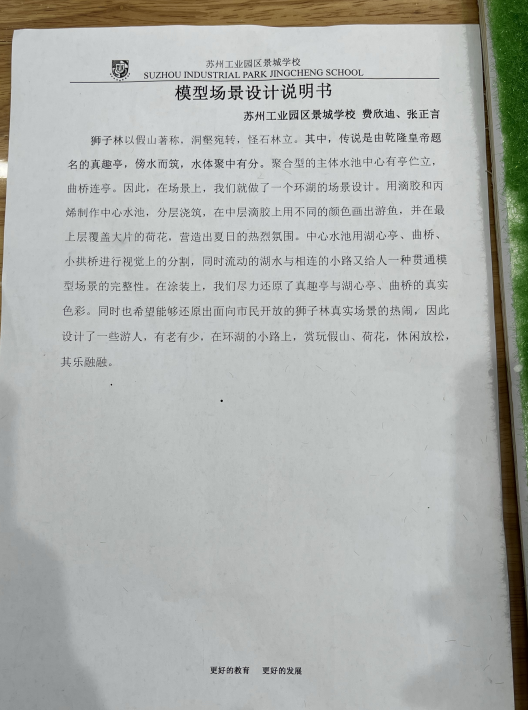 苏州工业园区景城学校
SUZHOU INDUSTRIAL PARK JINGCHENG SCHOOL
模型场景设计说明书
苏州工业园区景城学校 费欣迪、张正言
狮子林以假山著称，洞壑宛转，怪石林立。其中，传说是由乾隆皇帝题
名的真趣亭，傍水而筑，水体聚中有分。聚合型的主体水池中心有亭伫立，
曲桥连亭。因此，在场景上，我们就做了一个环湖的场景设计。用滴胶和丙
烯制作中心水池，分层浇筑，在中层滴胶上用不同的颜色画出游鱼，并在最
上层覆盖大片的荷花，营造出夏日的热烈氛围。中心水池用湖心亭、曲桥、
小拱桥进行视觉上的分割，同时流动的湖水与相连的小路又给人一种贯通模
型场景的完整性。在涂装上，我们尽力还原了真趣亭与湖心亭、曲桥的真实
色彩。同时也希望能够还原出面向市民开放的狮子林真实场景的热闹，因此
设计了一些游人，有老有少，在环湖的小路上，赏玩假山、荷花，休闲放松，
其乐融融。
更好的教育 更好的发展